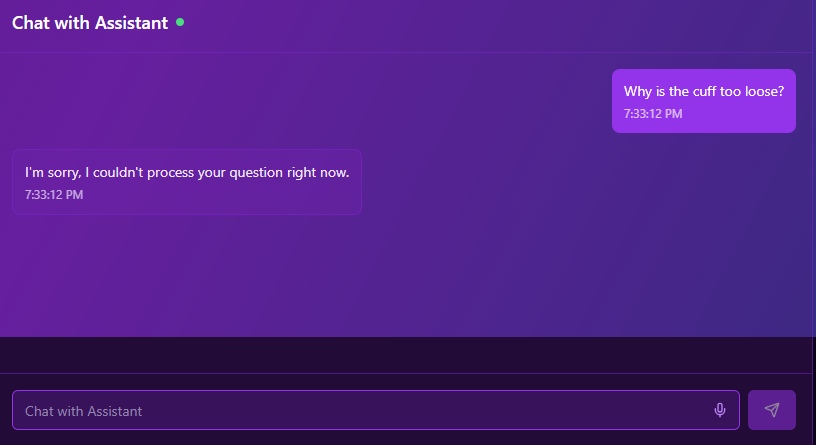 Chat with Assistant
Why is the cuff too loose?
7:33:12 PM
I'm sorry, I couldn't process your question right now.
7:33:12 PM
Chat with Assistant